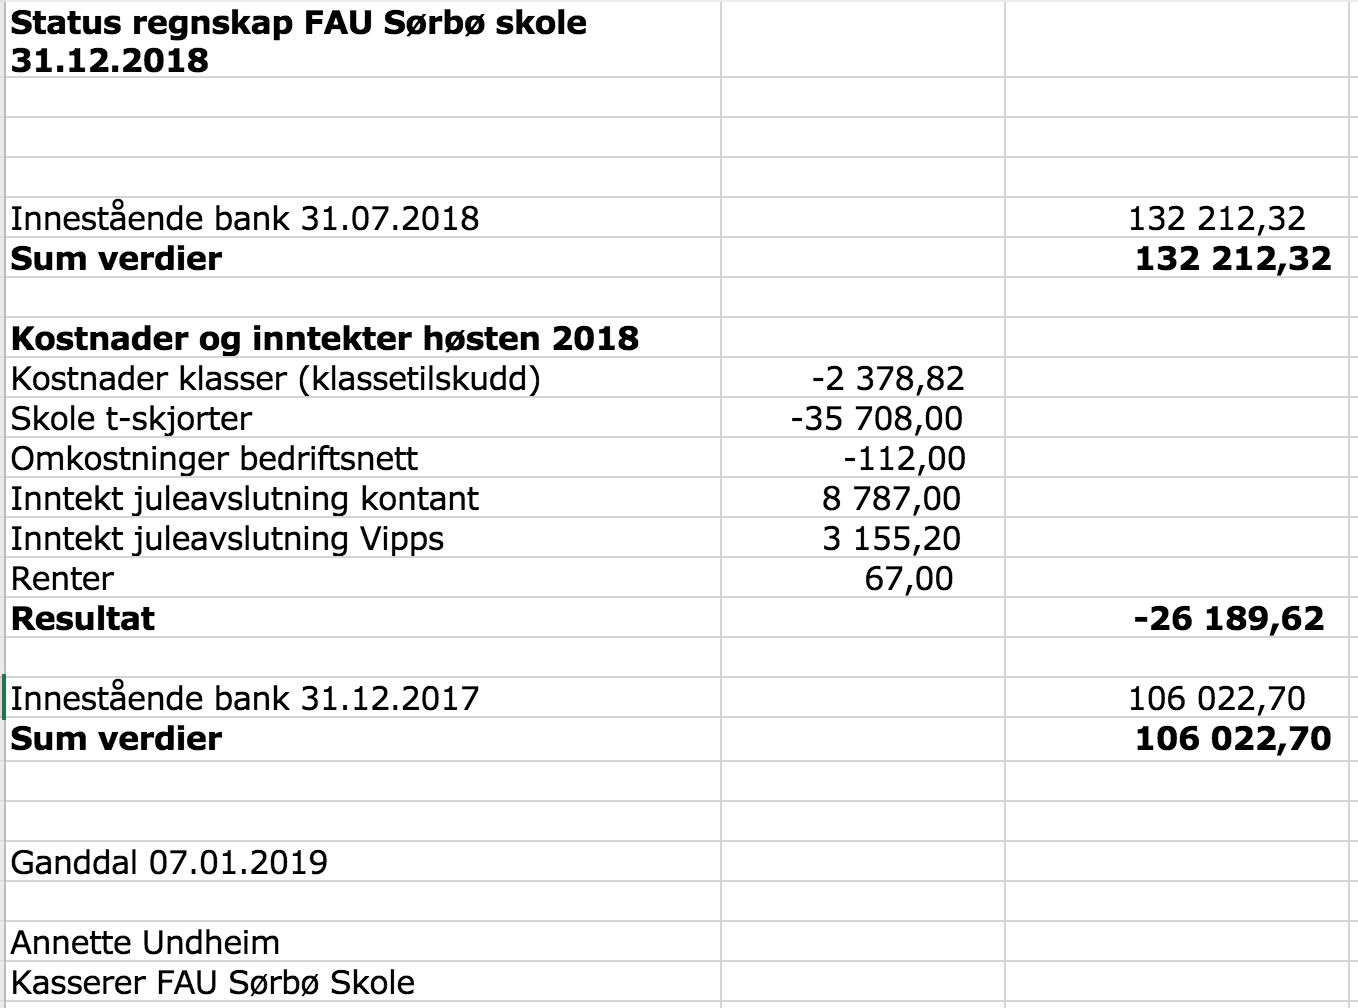 Status regnskap FAU Sørbø skole
31.12.2018
Innestående bank 31.07.2018 132 212,32
Sum verdier 132 212,32
Kostnader og inntekter høsten 2018
Kostnader klasser (klassetilskudd) -2 378,82
Skole t-skjorter -35 708,00
Omkostninger bedriftsnett -112,00
Inntekt juleavslutning kontant 8 787,00
Inntekt juleavslutning Vipps 3 155,20
Renter 67,00
Resultat -26 189,62
Innestående bank 31.12.2017 106 022,70
Sum verdier 106 022,70
Ganddal 07.01.2019
Annette Undheim
Kasserer FAU Sørbø Skole